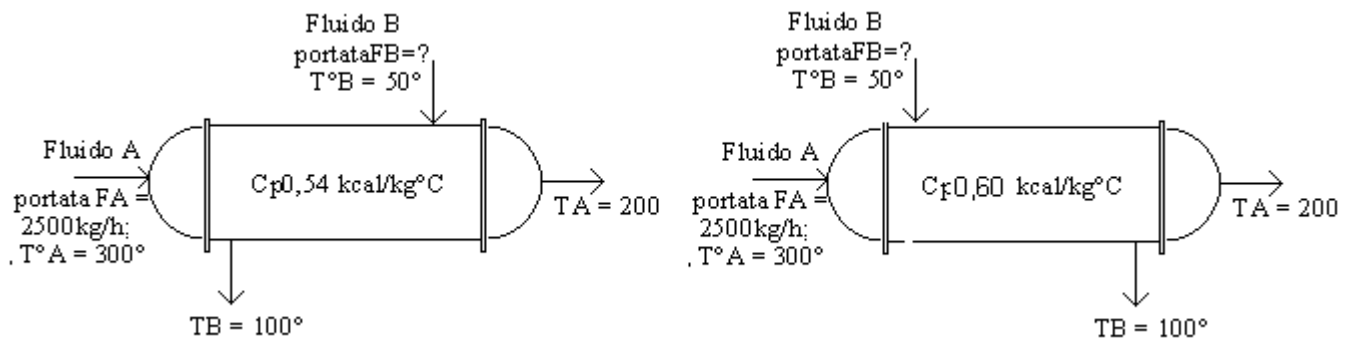 Fluido B
portataFB=?
T°B = 50°
Fluido A
portata FA =
2500kg/h;
. T°A = 300°
Cp0,54 kcal/kg°C
TA = 200
TB = 100°
Fluido B
portataFB=?
T°B = 50°
Fluido A
portata FA =
2500kg/h;
. T°A = 300°
Cp0,60 kcal/kg°C
TA = 200
TB = 100°